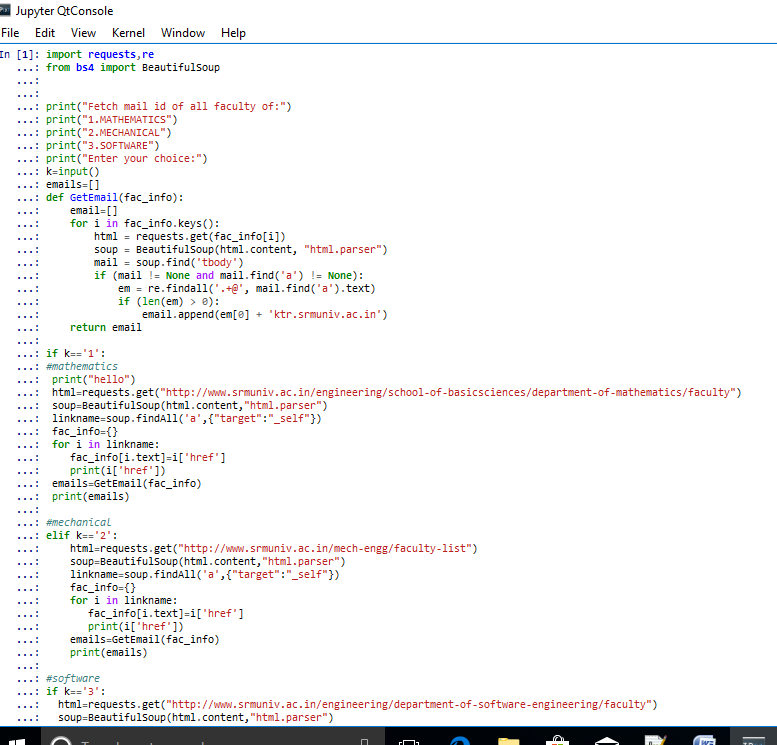 Jupyter QtConsole
File Edit View Kernel Window Help
In [1]: import requests,re
...: from bs4 import BeautifulSoup
...:
...:
...: print("Fetch mail id of all faculty of:")
...: print("1.MATHEMATICS")
...: print("2.MECHANICAL")
...: print("3.SOFTWARE")
...: print("Enter your choice:")
...: k=input()
...: emails=[]
...: def GetEmail(fac_info):
...:     email=[]
...:     for i in fac_info.keys():
...:         html = requests.get(fac_info[i])
...:         soup = BeautifulSoup(html.content, "html.parser")
...:         mail = soup.find('tbody')
...:         if (mail != None and mail.find('a') != None):
...:             em = re.findall('.+@', mail.find('a').text)
...:             if (len(em) > 0):
...:                 email.append(em[0] + 'ktr.srmuniv.ac.in')
...:     return email
...:
...: if k=='1':
...: #mathematics
...:  print("hello")
...:  html=requests.get("http://www.srmuniv.ac.in/engineering/school-of-basicsciences/department-of-mathematics/faculty")
...:  soup=BeautifulSoup(html.content,"html.parser")
...:  linkname=soup.findAll('a',{"target":"_self"})
...:  fac_info={}
...:  for i in linkname:
...:     fac_info[i.text]=i['href']
...:     print(i['href'])
...:  emails=GetEmail(fac_info)
...:  print(emails)
...:
...: #mechanical
...: elif k=='2':
...:     html=requests.get("http://www.srmuniv.ac.in/mech-engg/faculty-list")
...:     soup=BeautifulSoup(html.content,"html.parser")
...:     linkname=soup.findAll('a',{"target":"_self"})
...:     fac_info={}
...:     for i in linkname:
...:        fac_info[i.text]=i['href']
...:        print(i['href'])
...:     emails=GetEmail(fac_info)
...:     print(emails)
...:
...: #software
...: if k=='3':
...:   html=requests.get("http://www.srmuniv.ac.in/engineering/department-of-software-engineering/faculty")
...:   soup=BeautifulSoup(html.content,"html.parser")